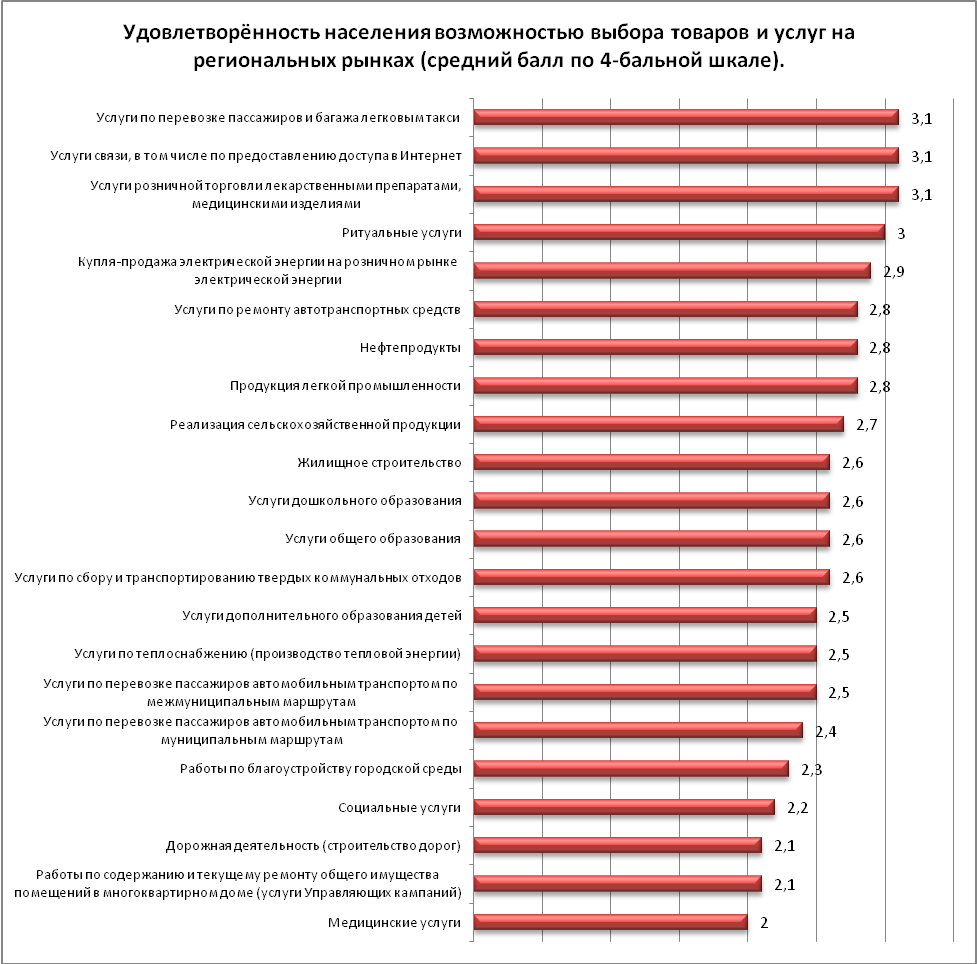 Удовлетворённость населения возможностью выбора товаров и услуг на
региональных рынках (средний балл по 4-бальной шкале).
Услуги по перевозке пассажиров и багажа легковым такси
3,1
Услуги связи, в том числе по предоставлению доступа в Интернет
3,1
Услуги розничной торговли лекарственными препаратами,
медицинскими изделиями
3,1
Ритуальные услуги
3
Купля-продажа электрической энергии на розничном рынке
электрической энергии
2,9
Услуги по ремонту автотранспортных средств
2,8
Нефтепродукты
2,8
Продукция легкой промышленности
2,8
Реализация сельскохозяйственной продукции
2,7
Жилищное строительство
2,6
Услуги дошкольного образования
2,6
Услуги общего образования
2,6
Услуги по сбору и транспортированию твердых коммунальных отходов
2,6
Услуги дополнительного образования детей
2,5
Услуги по теплоснабжению (производство тепловой энергии)
2,5
Услуги по перевозке пассажиров автомобильным транспортом по
межмуниципальным маршрутам
2,5
Услуги по перевозке пассажиров автомобильным транспортом по
муниципальным маршрутам
2,4
Работы по благоустройству городской среды
2,3
Социальные услуги
2,2
Дорожная деятельность (строительство дорог)
2,1
Работы по содержанию и текущему ремонту общего имущества
помещений в многоквартирном доме (услуги Управляющих кампаний)
2,1
Медицинские услуги
2